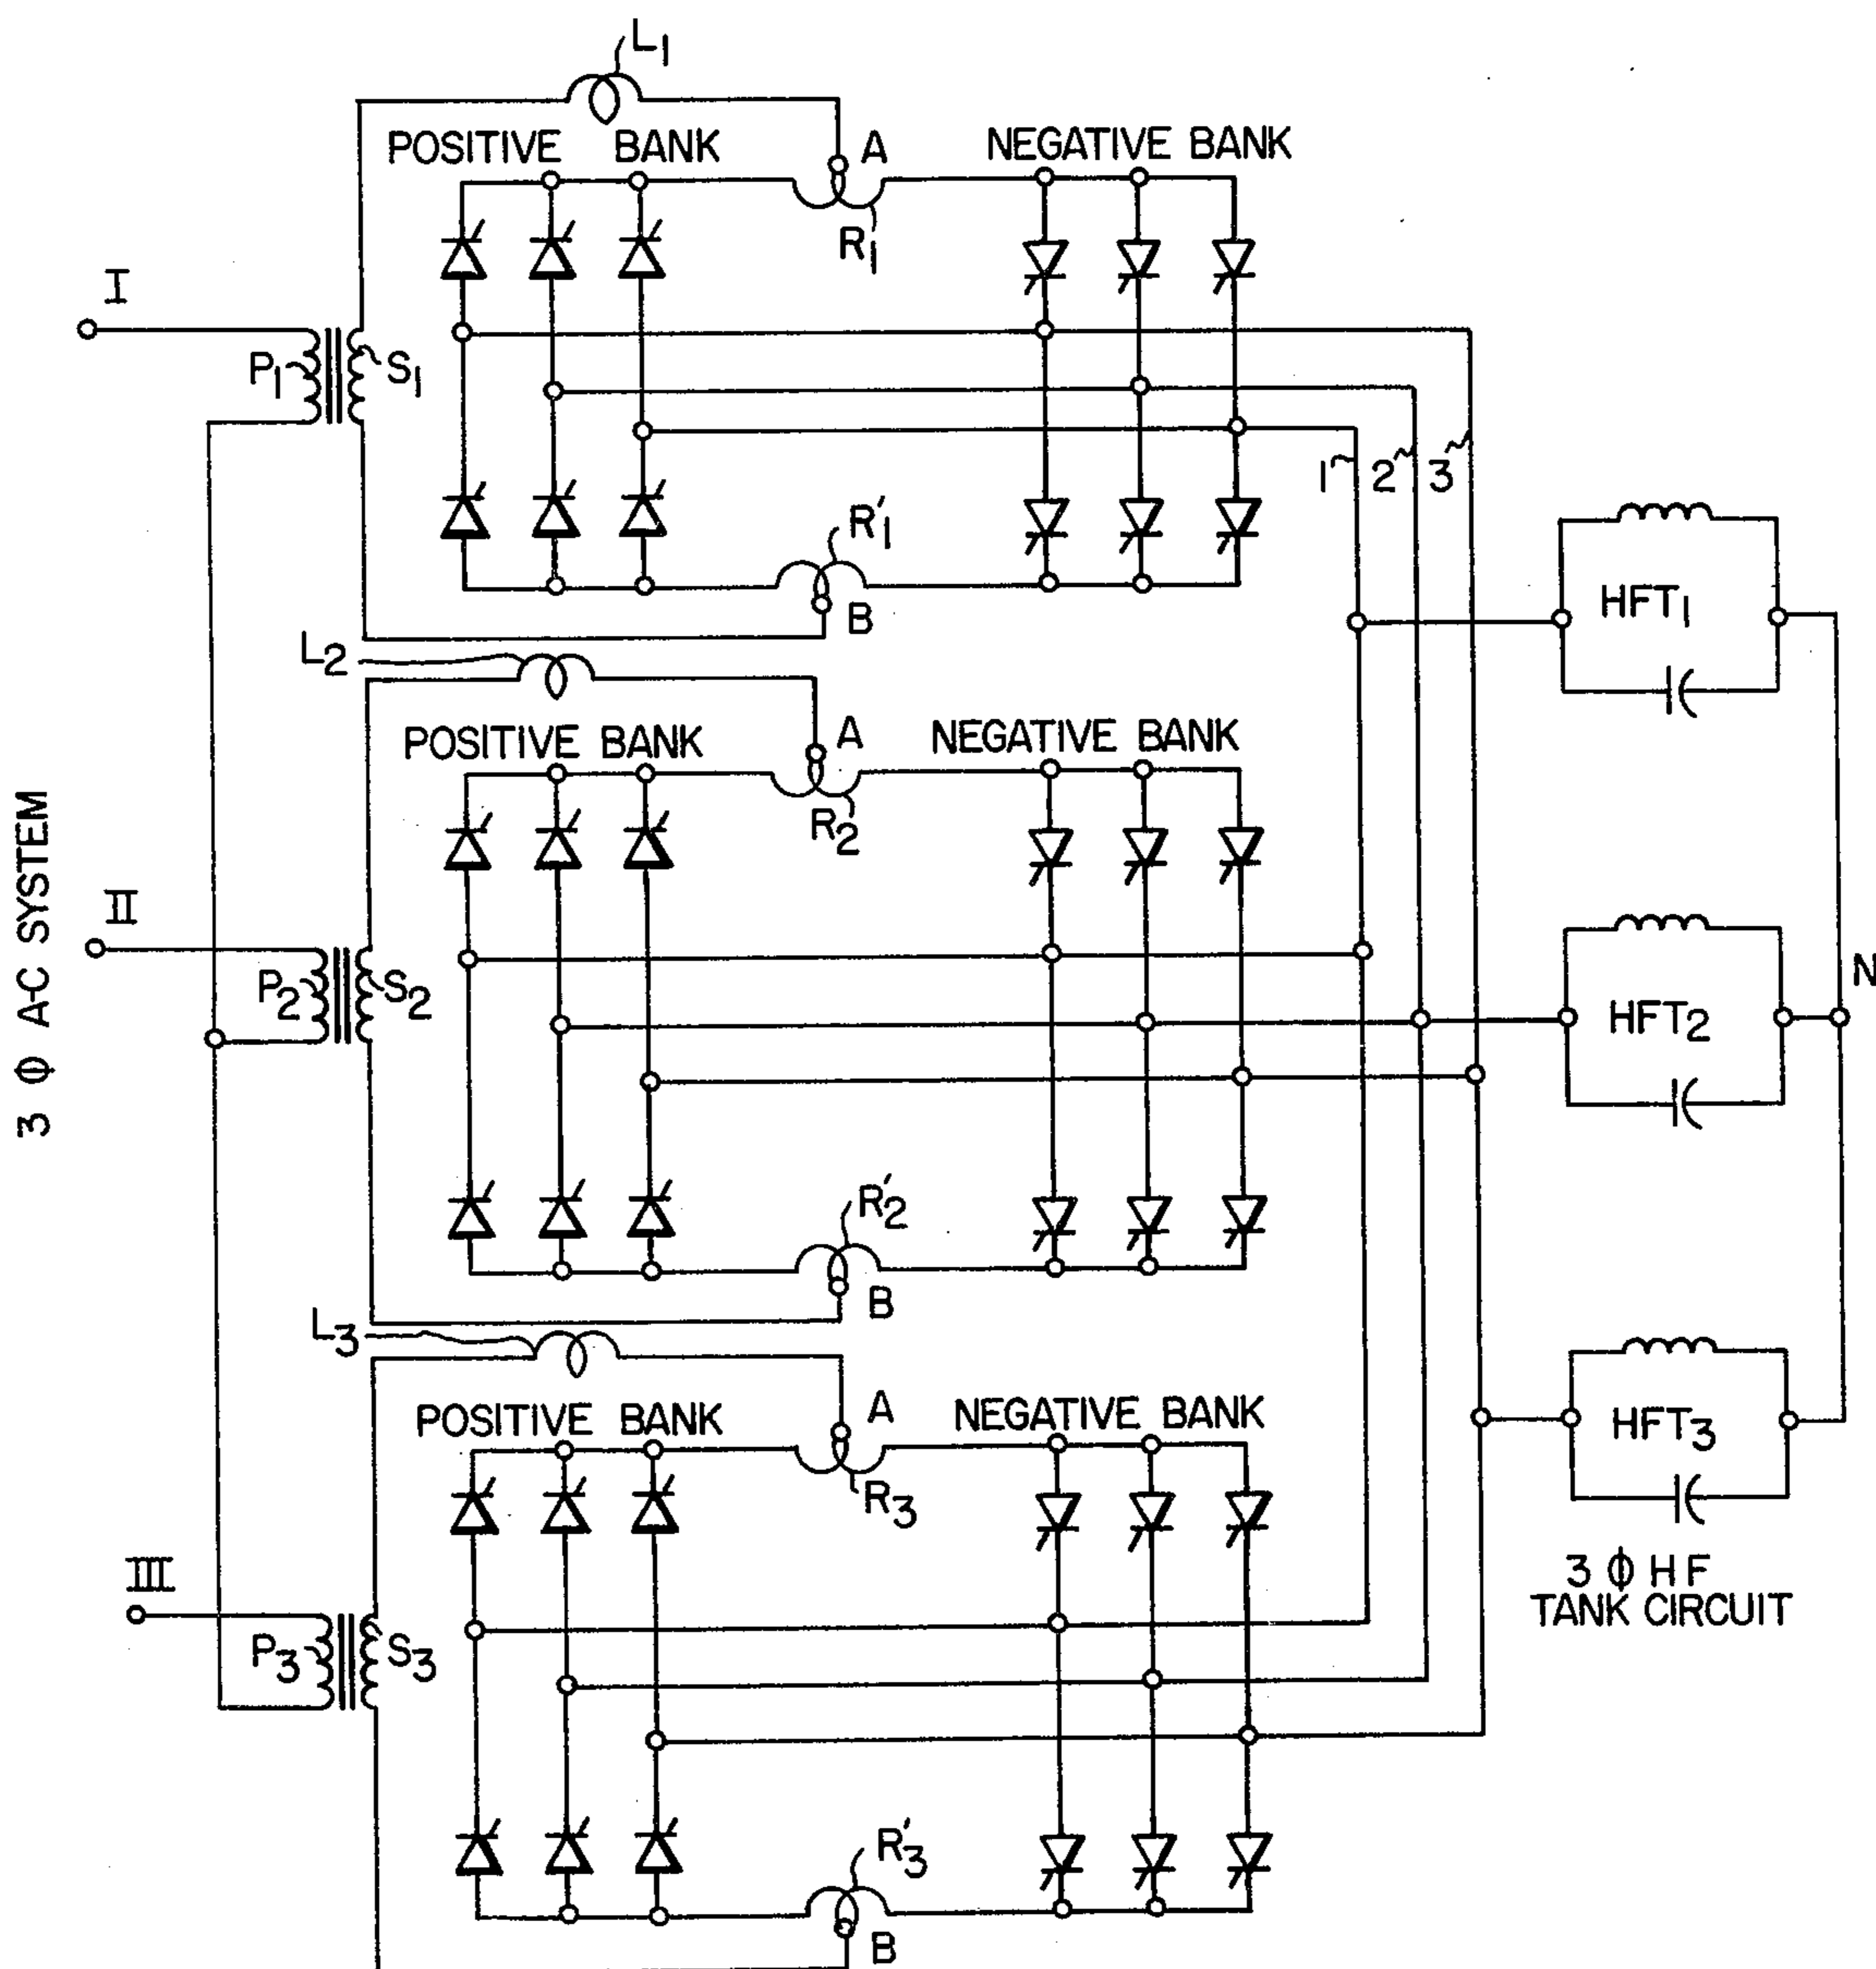 L1
POSITIVE BANK
A
NEGATIVE BANK
R'1
I
P1
S1
1
2
3
R'1
B
HFT1
L2
POSITIVE BANK
A
NEGATIVE BANK
R2
3 Φ A-C SYSTEM
II
P2
S2
HFT2
N
R'2
B
L3
POSITIVE BANK
A
NEGATIVE BANK
R3
HFT3
III
3 Φ HF
TANK CIRCUIT
P3
S3
R'3
B